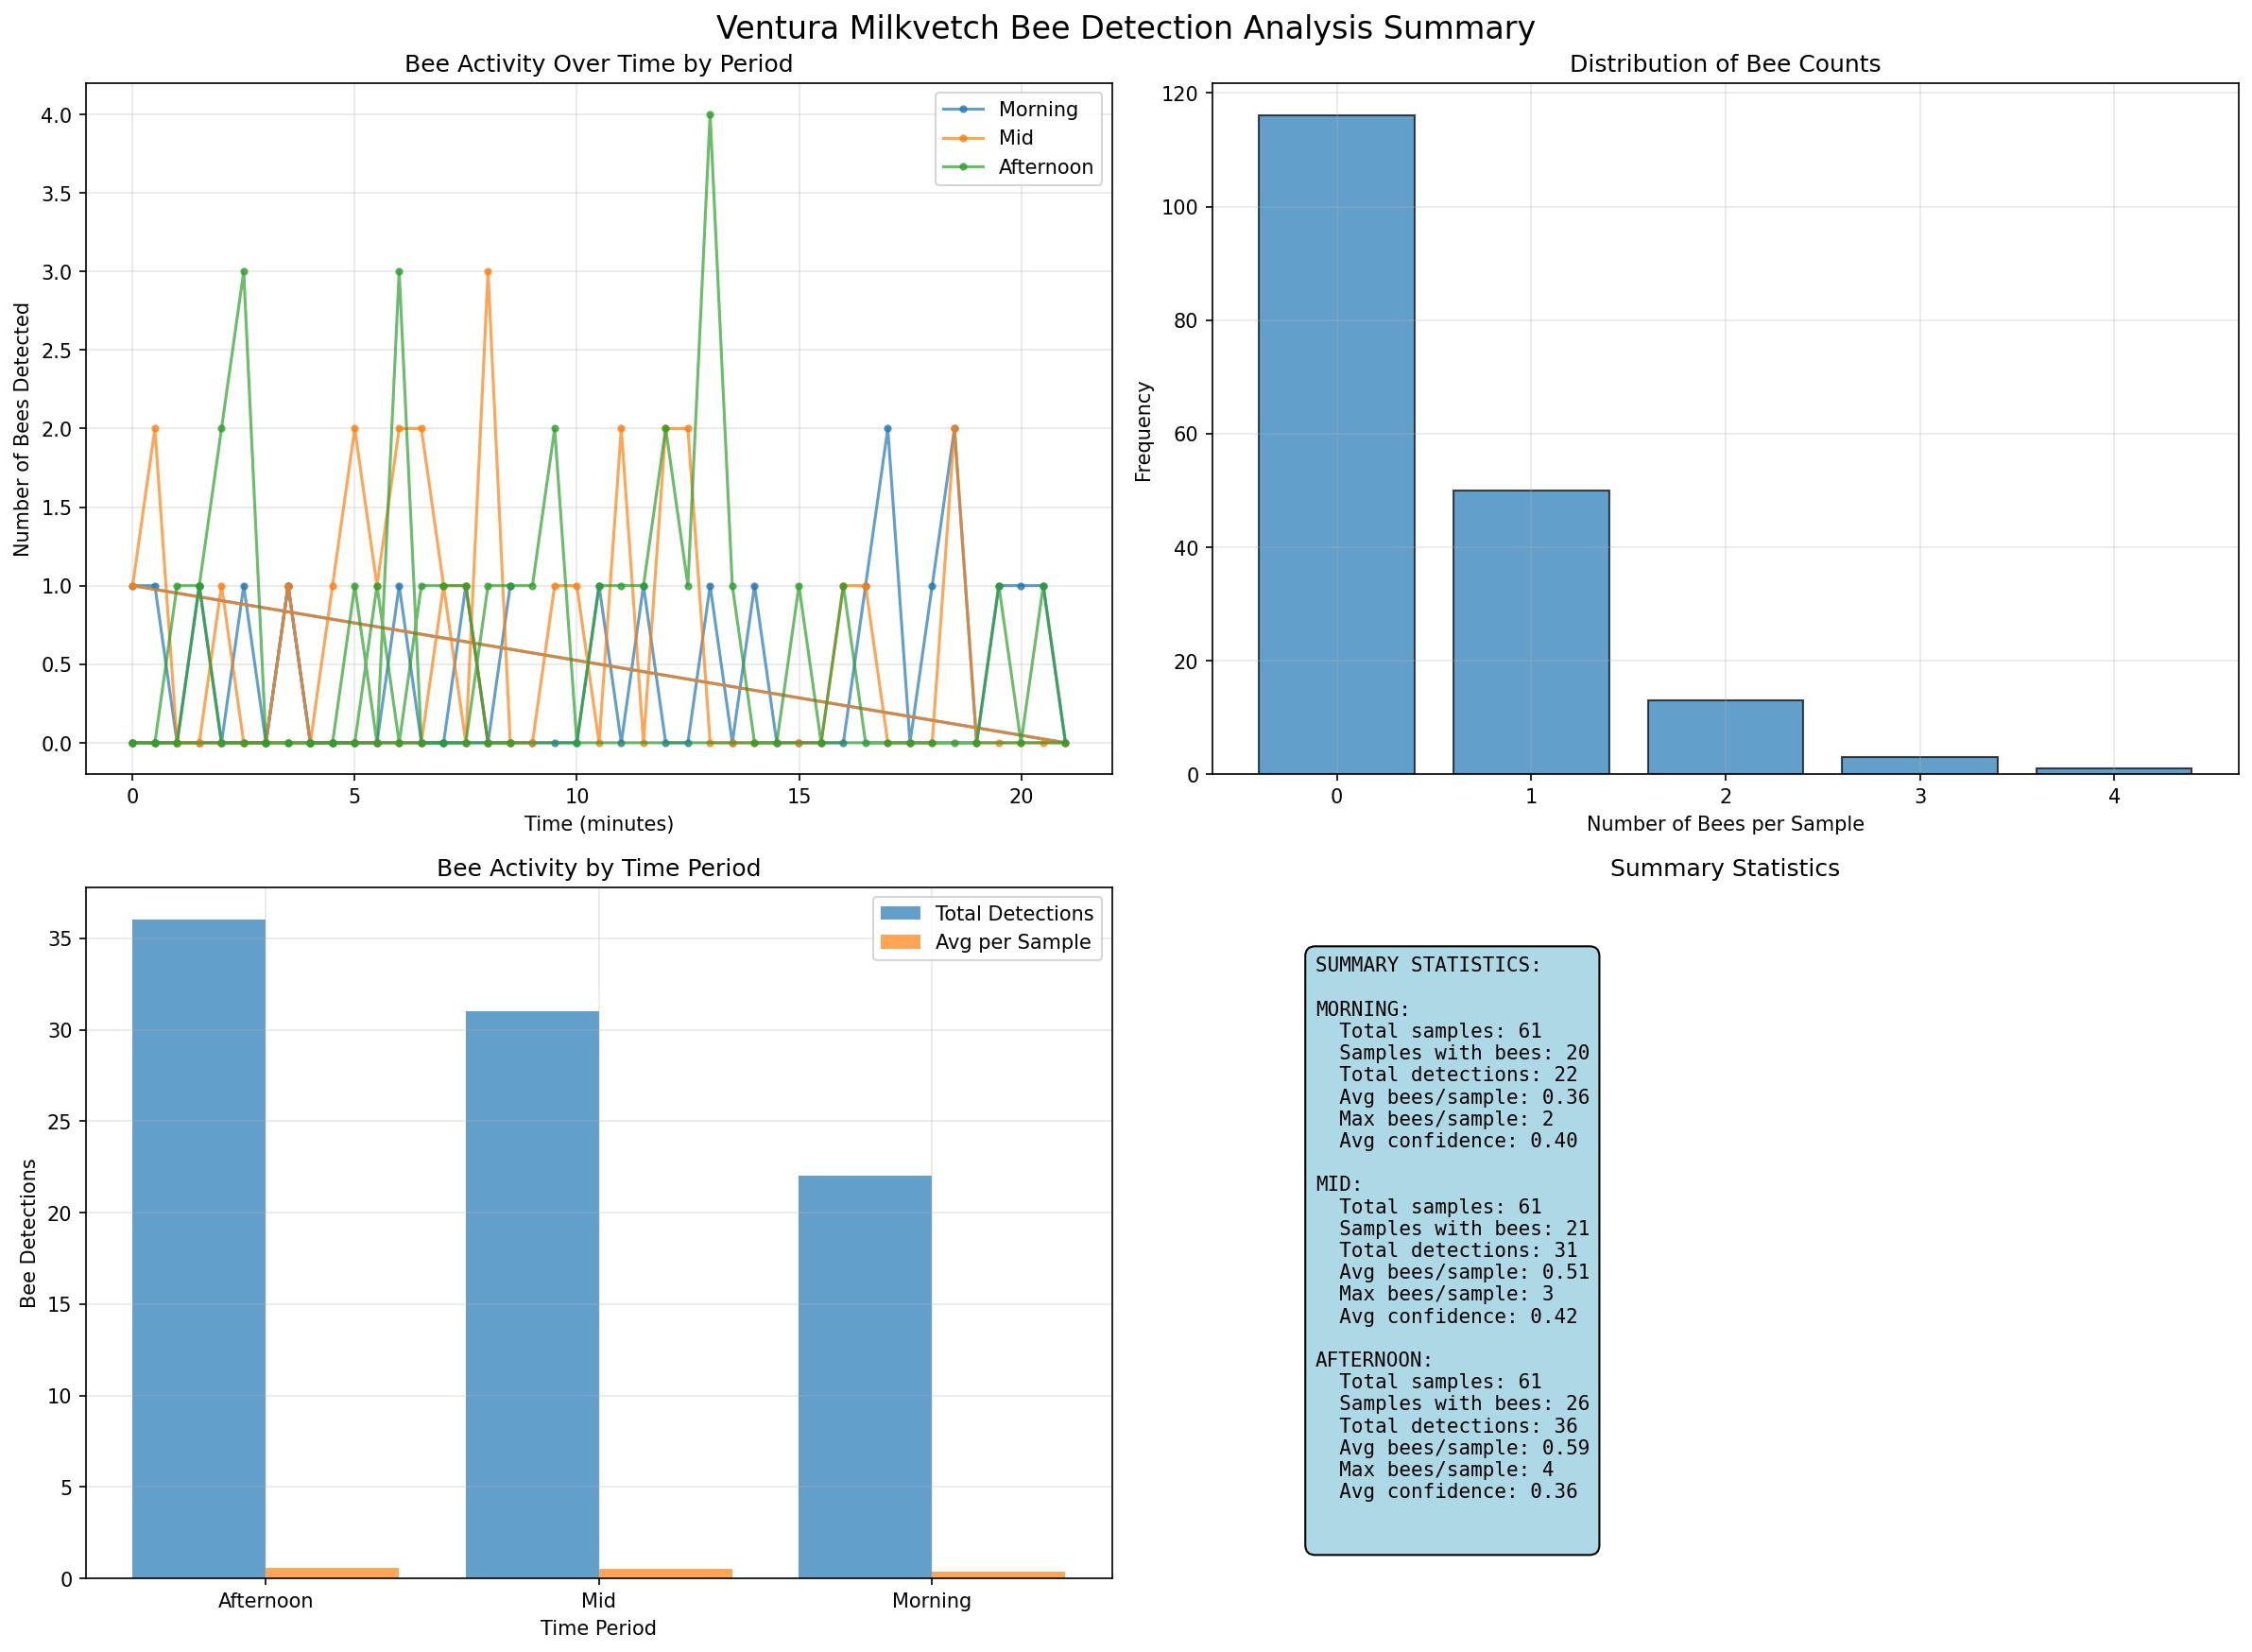 Ventura Milkvetch Bee Detection Analysis Summary
Bee Activity Over Time by Period
4.0
3.5
3.0
2.5
2.0
1.5
1.0
0.5
0.0
Number of Bees Detected
0 5 10 15 20
Time (minutes)
Morning
Mid
Afternoon
Distribution of Bee Counts
120
100
80
60
40
20
0
Frequency
0 1 2 3 4
Number of Bees per Sample
Bee Activity by Time Period
35
30
25
20
15
10
5
0
Bee Detections
Afternoon Mid Morning
Time Period
Total Detections
Avg per Sample
Summary Statistics
SUMMARY STATISTICS:
MORNING:
Total samples: 61
Samples with bees: 20
Total detections: 22
Avg bees/sample: 0.36
Max bees/sample: 2
Avg confidence: 0.40
MID:
Total samples: 61
Samples with bees: 21
Total detections: 31
Avg bees/sample: 0.51
Max bees/sample: 3
Avg confidence: 0.42
AFTERNOON:
Total samples: 61
Samples with bees: 26
Total detections: 36
Avg bees/sample: 0.59
Max bees/sample: 4
Avg confidence: 0.36